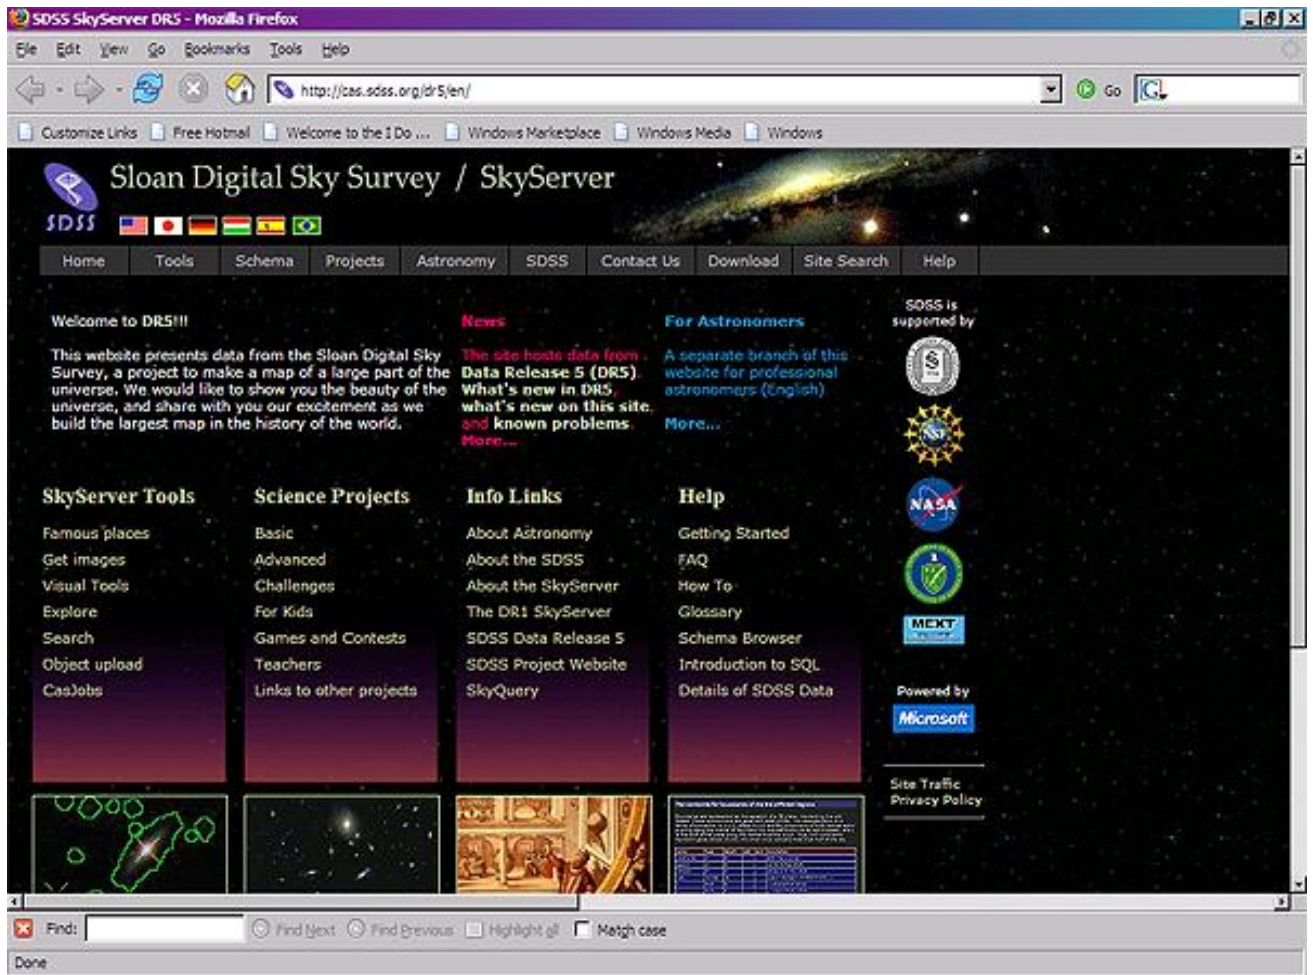 SDSS SkyServer DR5 - Mozilla Firefox
File Edit View Go Bookmarks Tools Help
http://cas.sdss.org/dr5/en/ Go G
Customize Links Free Hotmail Welcome to the I Do ... Windows Marketplace Windows Media Windows
Sloan Digital Sky Survey / SkyServer
SDSS
Home Tools Schema Projects Astronomy SDSS Contact Us Download Site Search Help
Welcome to DR5!!!
This website presents data from the Sloan Digital Sky
Survey, a project to make a map of a large part of the
universe. We would like to show you the beauty of the
universe, and share with you our excitement as we
build the largest map in the history of the world.
News
The site hosts data from
Data Release 5 (DR5).
What's new in DR5,
what's new on this site,
and known problems.
More...
For Astronomers
A separate branch of this
website for professional
astronomers (English)
More...
SDSS is
supported by
S
NSF
NASA
MEXT
SkyServer Tools
Famous places
Get images
Visual Tools
Explore
Search
Object upload
CasJobs
Science Projects
Basic
Advanced
Challenges
For Kids
Games and Contests
Teachers
Links to other projects
Info Links
About Astronomy
About the SDSS
About the SkyServer
The DR1 SkyServer
SDSS Data Release 5
SDSS Project Website
SkyQuery
Help
Getting Started
FAQ
How To
Glossary
Schema Browser
Introduction to SQL
Details of SDSS Data
Powered by
Microsoft
Site Traffic
Privacy Policy
Find: Find Next Find Previous Highlight all Match case
Done